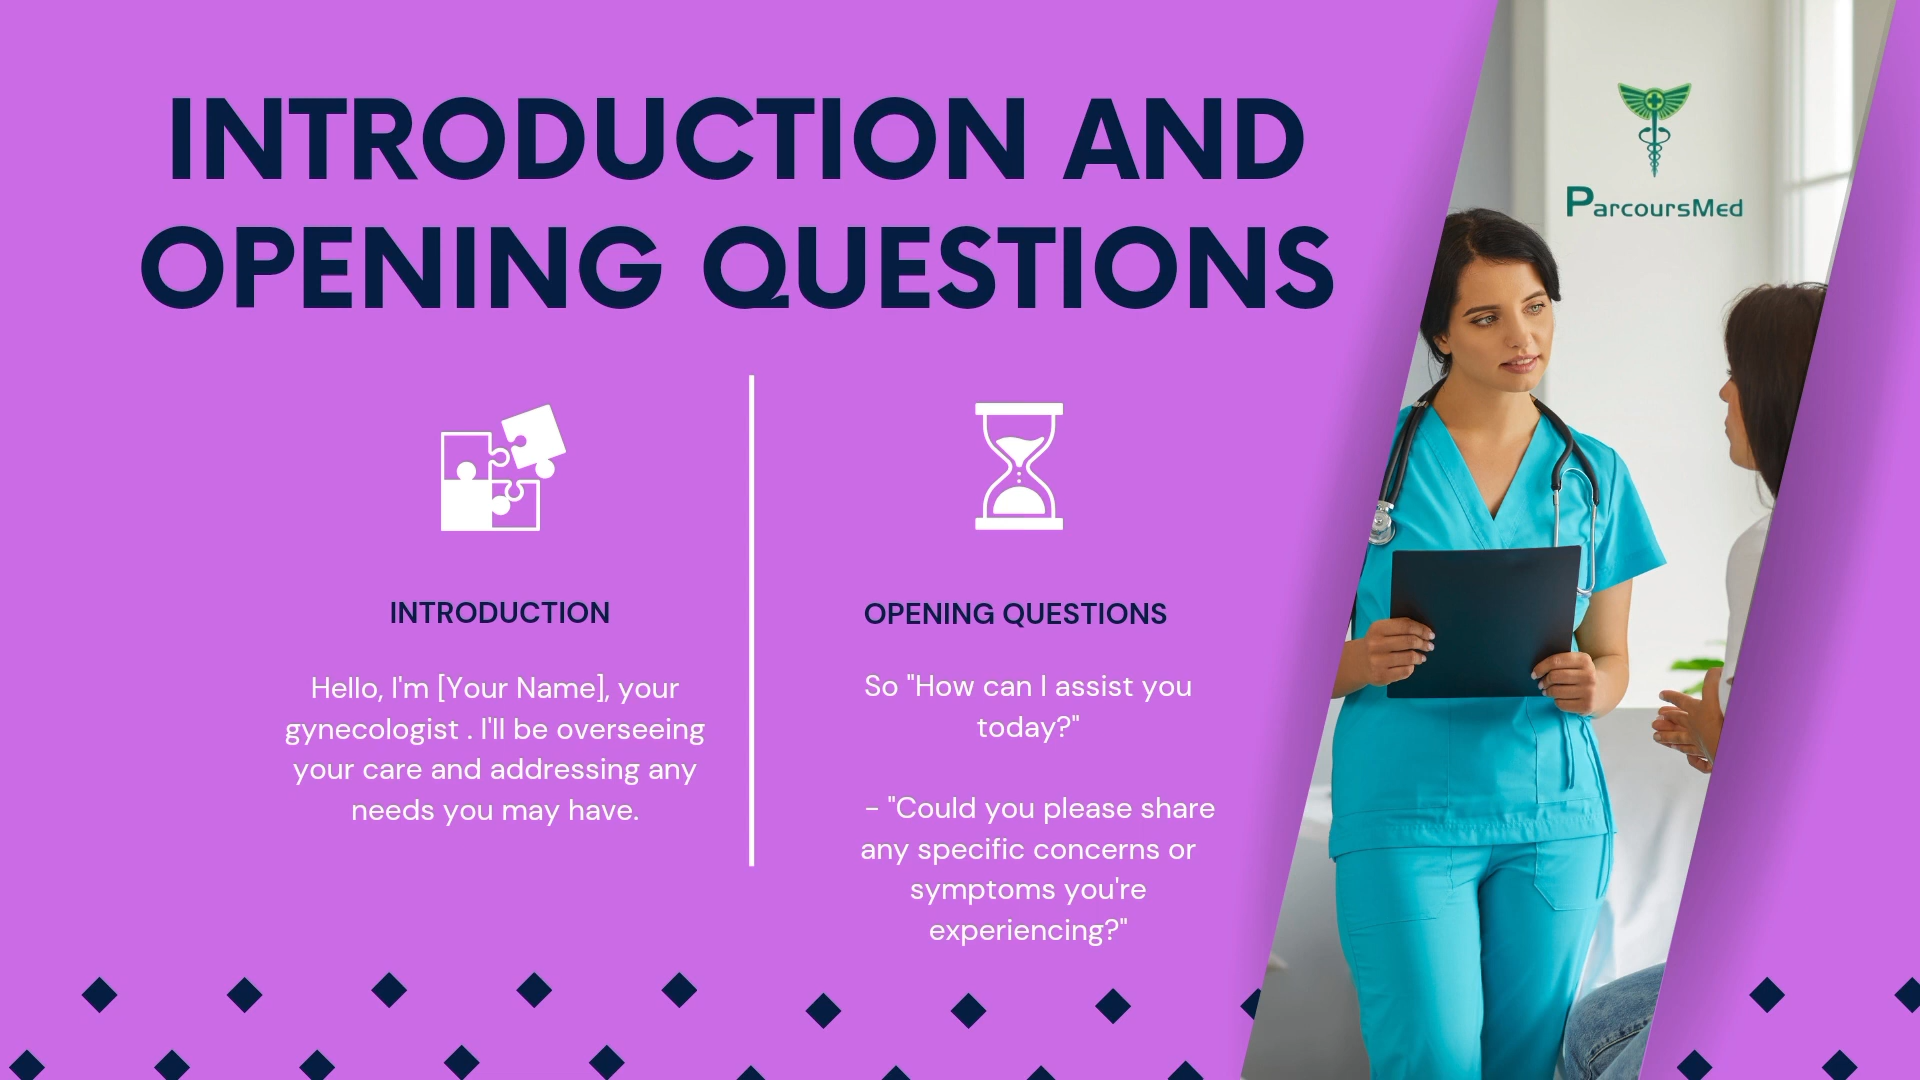 INTRODUCTION AND
OPENING QUESTIONS
ParcoursMed
INTRODUCTION
Hello, I'm [Your Name], your
gynecologist . I'll be overseeing
your care and addressing any
needs you may have.
OPENING QUESTIONS
So "How can I assist you
today?"
- "Could you please share
any specific concerns or
symptoms you're
experiencing?"